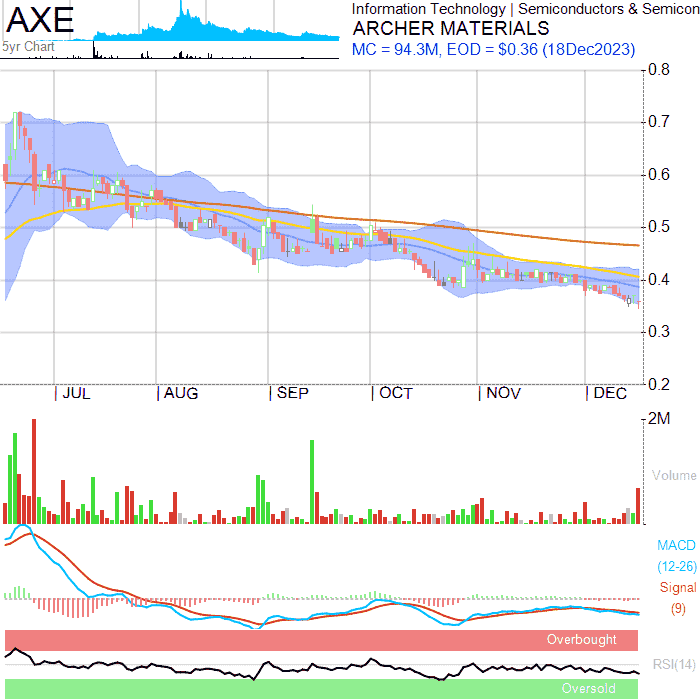 AXE
5yr Chart
Information Technology | Semiconductors & Semicon
ARCHER MATERIALS
MC = 94.3M, EOD = $0.36 (18Dec2023)
0.8
0.7
0.6
0.5
0.4
0.3
0.2
JUL AUG SEP OCT NOV DEC
2M
Volume
MACD
(12-26)
Signal
(9)
Overbought
RSI(14)
Oversold